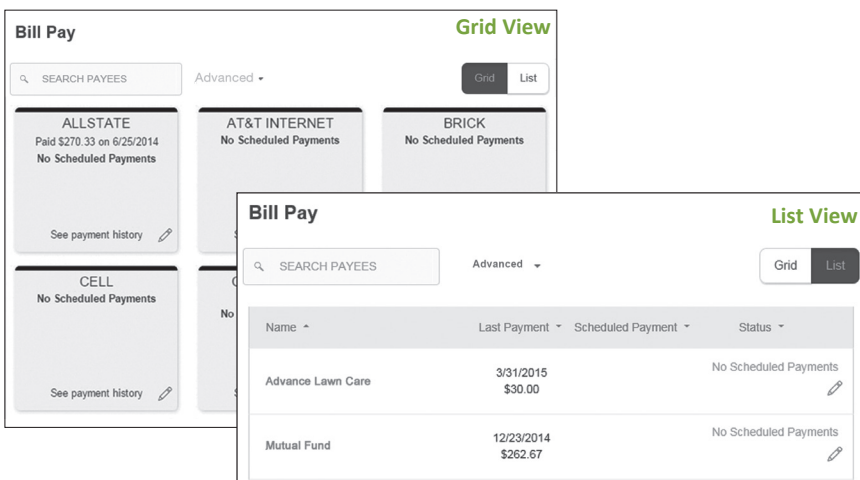 Bill Pay
Grid View
SEARCH PAYEES
Advanced
Grid
List
ALLSTATE
Paid $270.33 on 6/25/2014
No Scheduled Payments
See payment history
AT&T INTERNET
No Scheduled Payments
BRICK
No Scheduled Payments
CELL
No Scheduled Payments
See payment history
No
Bill Pay
List View
SEARCH PAYEES
Advanced
Grid
List
Name
Last Payment
Scheduled Payment
Status
Advance Lawn Care
3/31/2015
$30.00
No Scheduled Payments
Mutual Fund
12/23/2014
$262.67
No Scheduled Payments